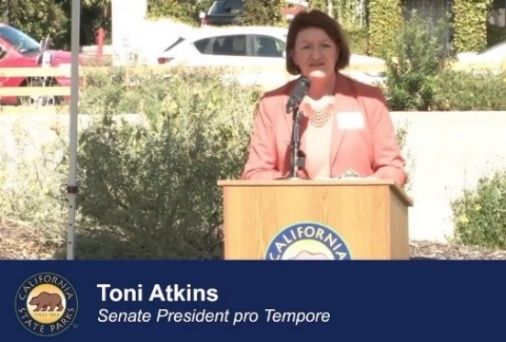 CALIFORNIA
CALIFORNIA
STATE PARKS
Toni Atkins
Senate President pro Tempore